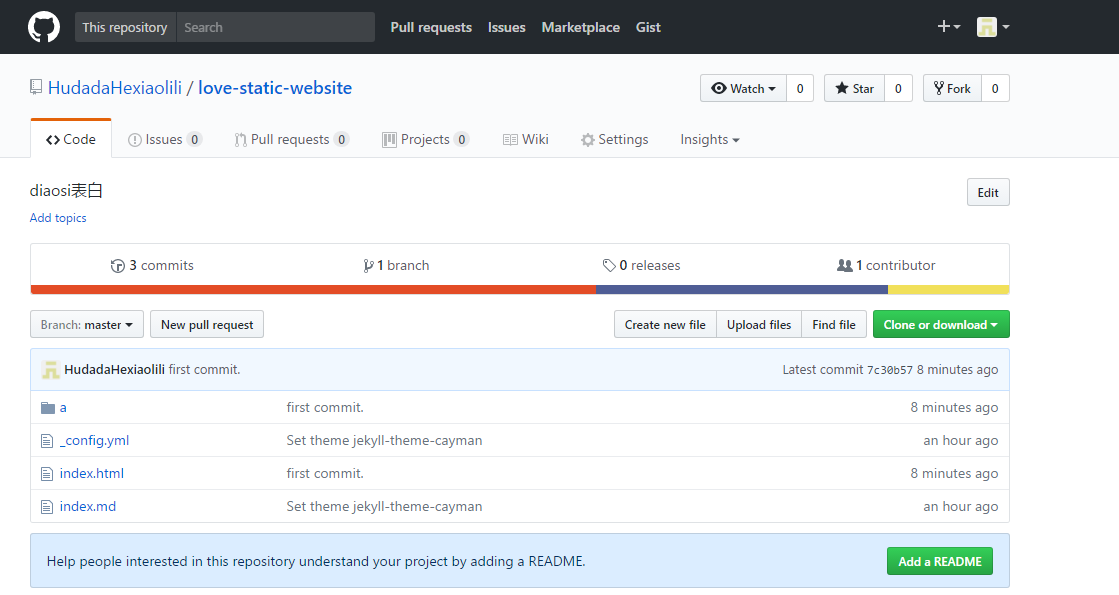 This repository Search Pull requests Issues Marketplace Gist
HudadaHexiaolili / love-static-website Watch 0 Star 0 Fork 0
Code Issues 0 Pull requests 0 Projects 0 Wiki Settings Insights
diaosi表白 Edit
Add topics
3 commits 1 branch 0 releases 1 contributor
Branch: master New pull request Create new file Upload files Find file Clone or download
HudadaHexiaolili first commit. Latest commit 7c30b57 8 minutes ago
a first commit. 8 minutes ago
_config.yml Set theme jekyll-theme-cayman an hour ago
index.html first commit. 8 minutes ago
index.md Set theme jekyll-theme-cayman an hour ago
Help people interested in this repository understand your project by adding a README. Add a README